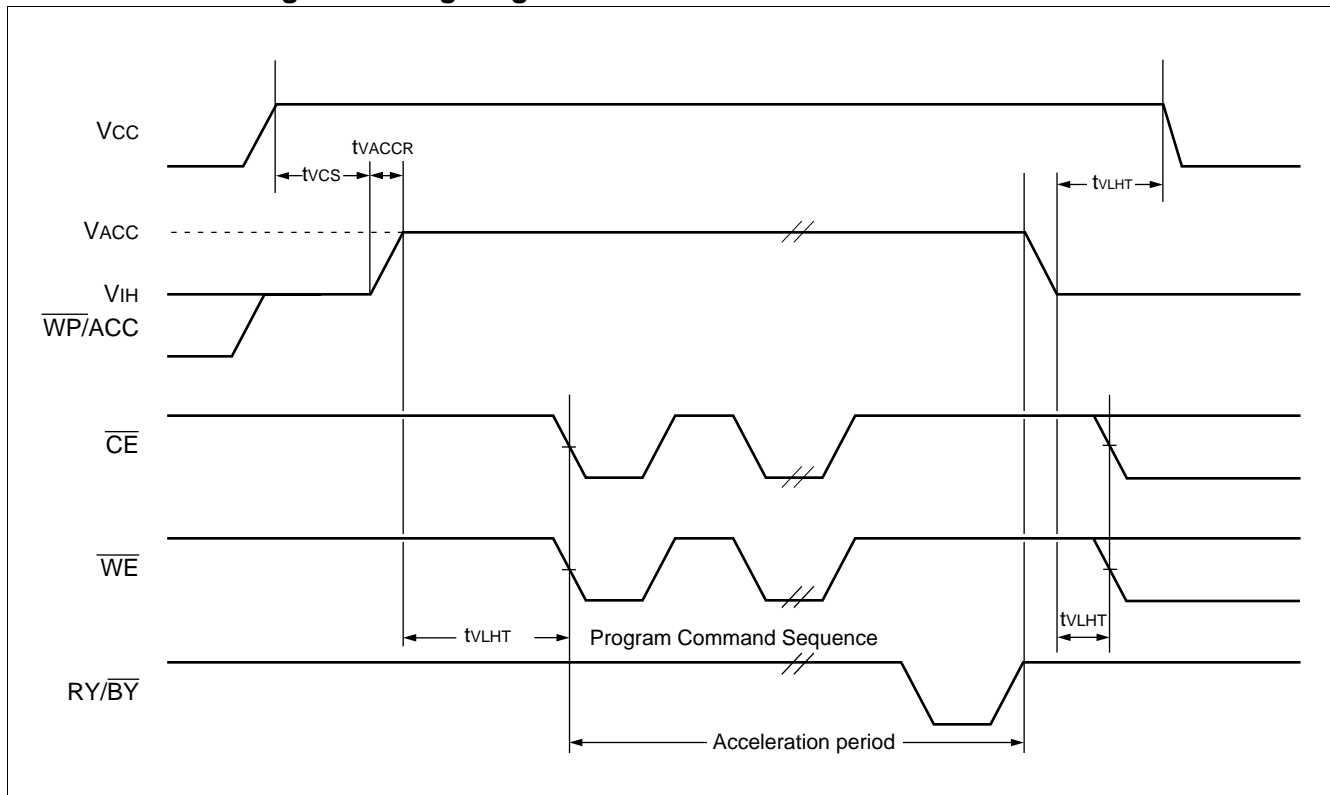 VCC
tVACCR
tVCS
tVLHT
VACC
VIH
WP/ACC
CE
WE
tVLHT
Program Command Sequence
tVLHT
RY/BY
Acceleration period